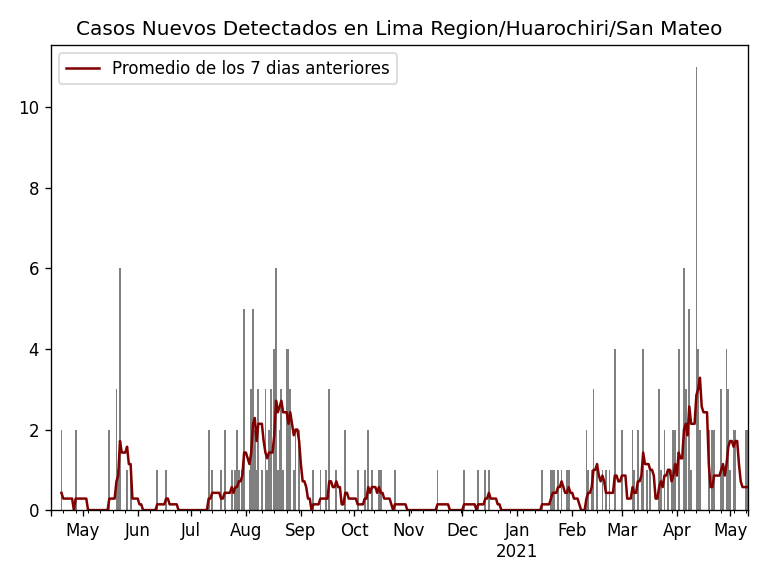 Casos Nuevos Detectados en Lima Region/Huarochiri/San Mateo
Promedio de los 7 dias anteriores
10
8
6
4
2
0
May Jun Jul Aug Sep Oct Nov Dec Jan Feb Mar Apr May
2021